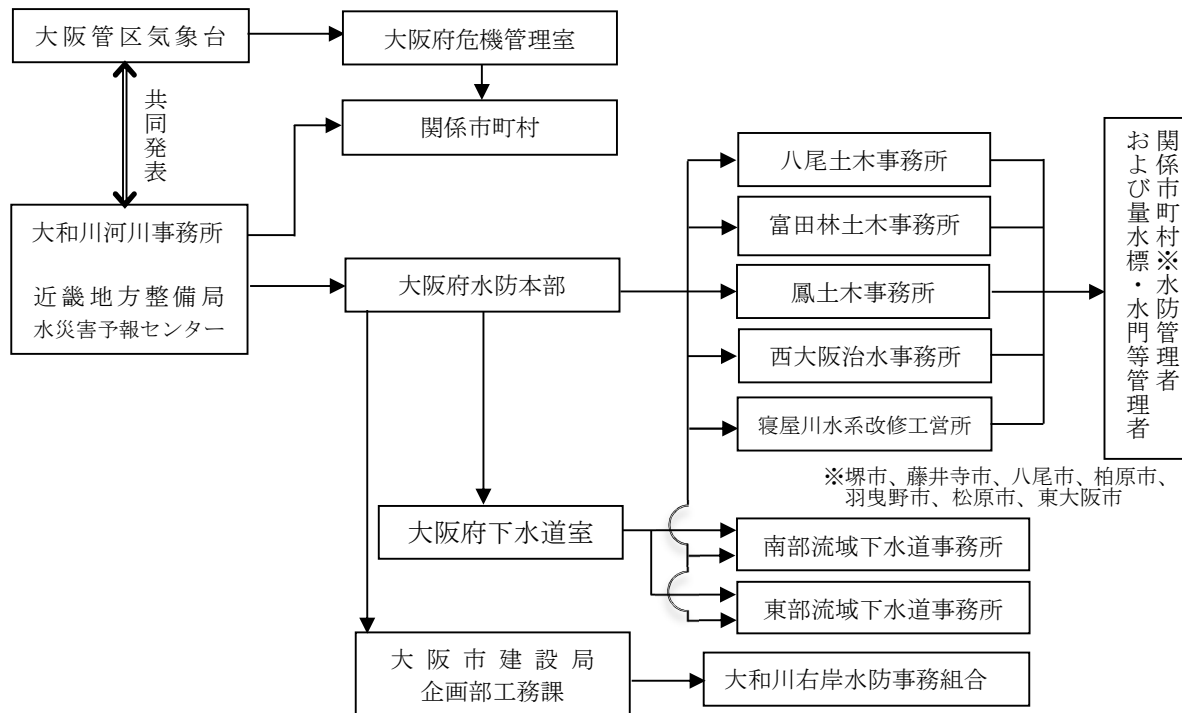 大阪管区気象台
大阪府危機管理室
共同発表
関係市町村
大和川河川事務所
近畿地方整備局
水災害予報センター
大阪府水防本部
八尾土木事務所
富田林土木事務所
鳳土木事務所
西大阪治水事務所
寝屋川水系改修工営所
関係市町村※水防管理者
および量水標・水門等管理者
※堺市、藤井寺市、八尾市、柏原市、
羽曳野市、松原市、東大阪市
大阪府下水道室
南部流域下水道事務所
東部流域下水道事務所
大阪市建設局
企画部工務課
大和川右岸水防事務組合